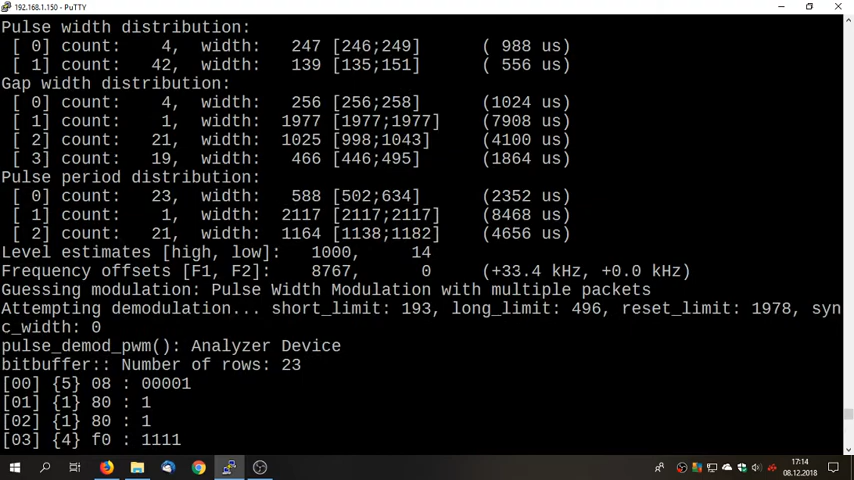 192.168.1.150 - PuTTY
Pulse width distribution:
[ 0] count: 4, width: 247 [246;249] ( 988 us)
[ 1] count: 42, width: 139 [135;151] ( 556 us)
Gap width distribution:
[ 0] count: 4, width: 256 [256;258] (1024 us)
[ 1] count: 1, width: 1977 [1977;1977] (7908 us)
[ 2] count: 21, width: 1025 [998;1043] (4100 us)
[ 3] count: 19, width: 466 [446;495] (1864 us)
Pulse period distribution:
[ 0] count: 23, width: 588 [502;634] (2352 us)
[ 1] count: 1, width: 2117 [2117;2117] (8468 us)
[ 2] count: 21, width: 1164 [1138;1182] (4656 us)
Level estimates [high, low]: 1000, 14
Frequency offsets [F1, F2]: 8767, 0 (+33.4 kHz, +0.0 kHz)
Guessing modulation: Pulse Width Modulation with multiple packets
Attempting demodulation... short_limit: 193, long_limit: 496, reset_limit: 1978, syn
c_width: 0
pulse_demod_pwm(): Analyzer Device
bitbuffer:: Number of rows: 23
[00] {5} 08 : 00001
[01] {1} 80 : 1
[02] {1} 80 : 1
[03] {4} f0 : 1111
17:14
08.12.2018